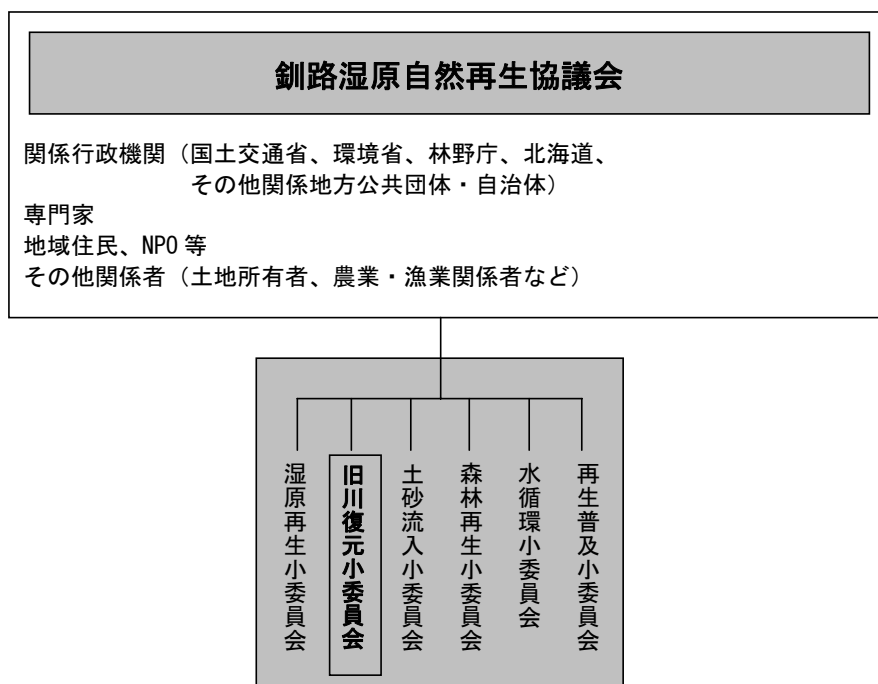 釧路湿原自然再生協議会
関係行政機関（国土交通省、環境省、林野庁、北海道、
その他関係地方公共団体・自治体）
専門家
地域住民、NPO 等
その他関係者（土地所有者、農業・漁業関係者など）
湿原再生小委員会
旧川復元小委員会
土砂流入小委員会
森林再生小委員会
水循環小委員会
再生普及小委員会